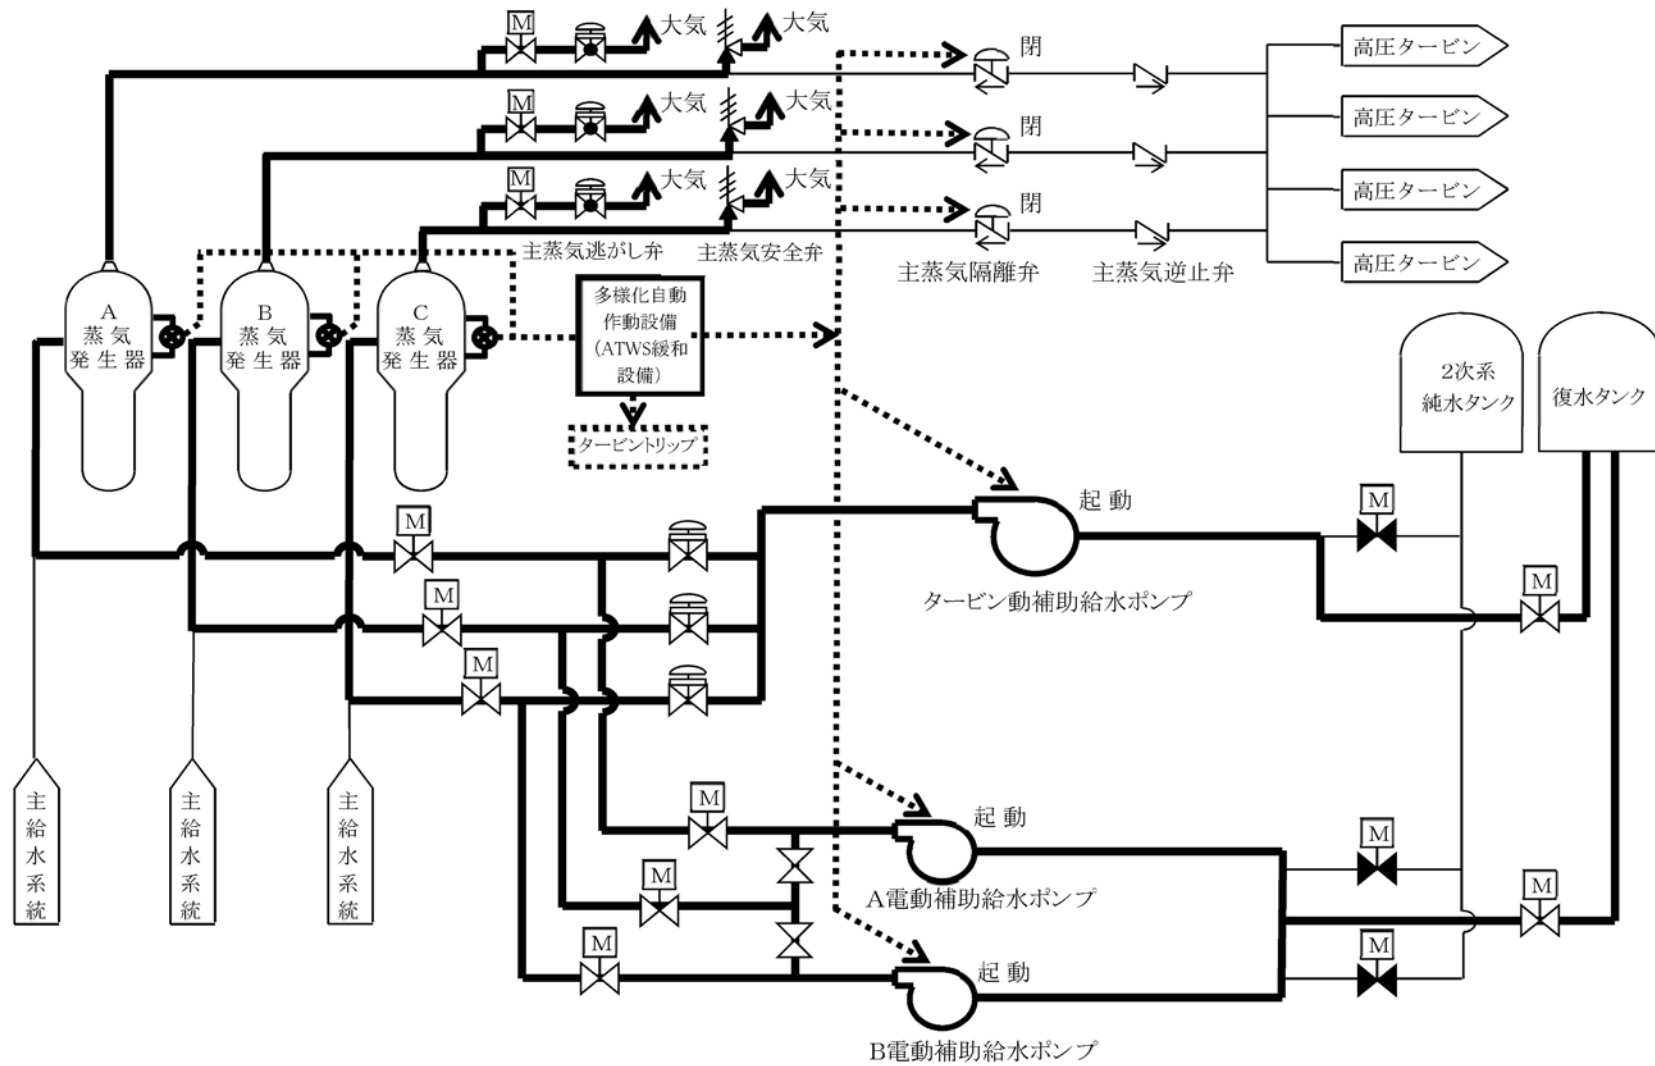 M
大気
大気
閉
高圧タービン
M
大気
大気
閉
高圧タービン
M
大気
大気
閉
高圧タービン
主蒸気逃がし弁
主蒸気安全弁
主蒸気隔離弁
主蒸気逆止弁
高圧タービン
A
蒸気
発生器
B
蒸気
発生器
C
蒸気
発生器
多様化自動
作動設備
(ATWS緩和
設備)
タービントリップ
2次系
純水タンク
復水タンク
M
起動
M
タービン動補助給水ポンプ
M
M
M
主給水系統
主給水系統
主給水系統
M
起動
M
A電動補助給水ポンプ
M
M
M
起動
M
B電動補助給水ポンプ